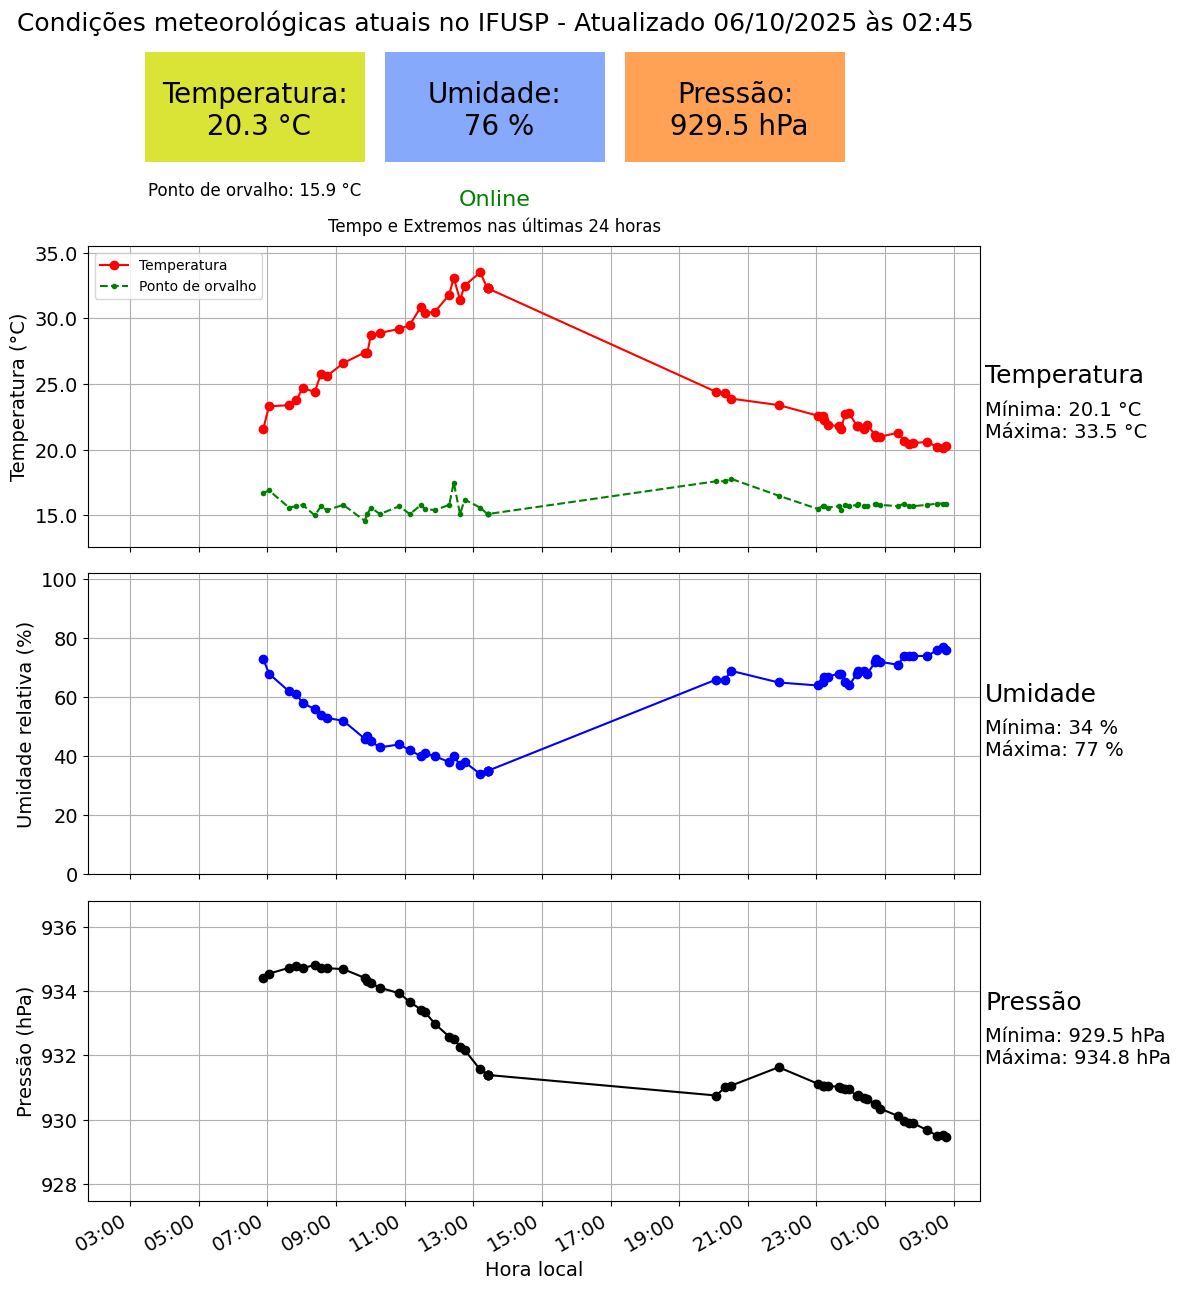 Condições meteorológicas atuais no IFUSP - Atualizado 06/10/2025 às 02:45
Temperatura:
20.3 °C
Umidade:
76 %
Pressão:
929.5 hPa
Ponto de orvalho: 15.9 °C
Online
Tempo e Extremos nas últimas 24 horas
Temperatura (°C)
35.0
30.0
25.0
20.0
15.0
Temperatura
Ponto de orvalho
Temperatura
Mínima: 20.1 °C
Máxima: 33.5 °C
Umidade relativa (%)
100
80
60
40
20
0
Umidade
Mínima: 34 %
Máxima: 77 %
Pressão (hPa)
936
934
932
930
928
Pressão
Mínima: 929.5 hPa
Máxima: 934.8 hPa
03:00 05:00 07:00 09:00 11:00 13:00 15:00 17:00 19:00 21:00 23:00 01:00 03:00
Hora local